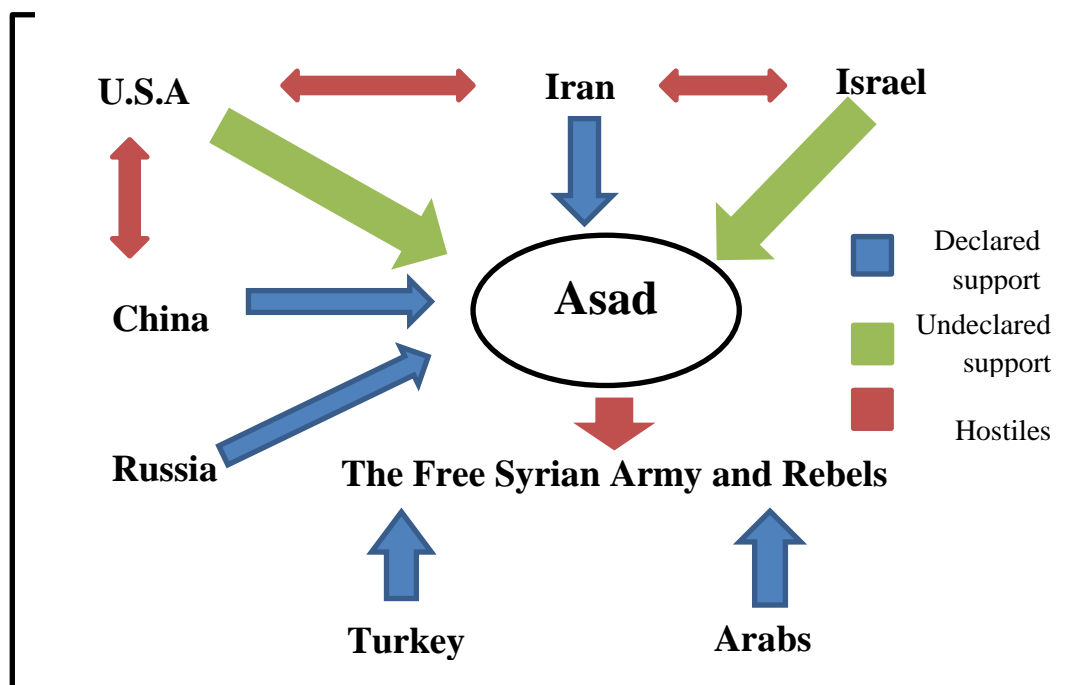 U.S.A
Iran
Israel
China
Asad
Russia
Declared
support
Undeclared
support
Hostiles
The Free Syrian Army and Rebels
Turkey
Arabs